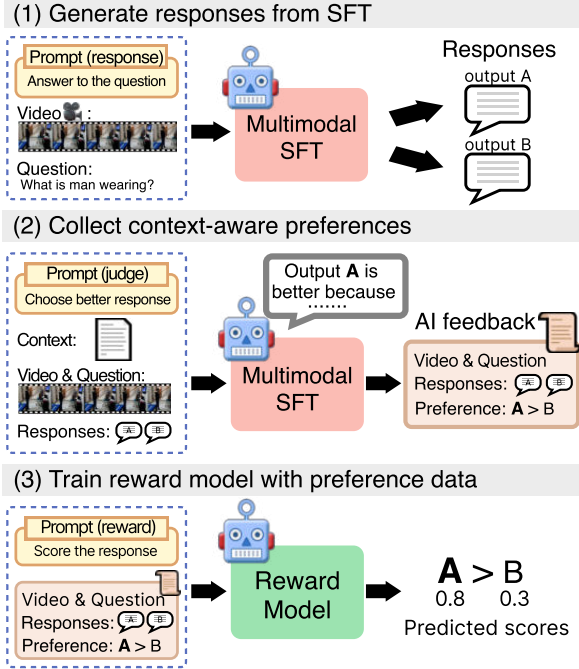 (1) Generate responses from SFT
Prompt (response)
Answer to the question
Video :
Question:
What is man wearing?
Multimodal
SFT
Responses
output A
output B
(2) Collect context-aware preferences
Prompt (judge)
Choose better response
Context:
Video & Question:
Responses: A B
Output A is
better because
.......
Multimodal
SFT
AI feedback
Video & Question
Responses: A B
Preference: A > B
(3) Train reward model with preference data
Prompt (reward)
Score the response
Video & Question
Responses: A B
Preference: A > B
Reward
Model
A > B
0.8 0.3
Predicted scores